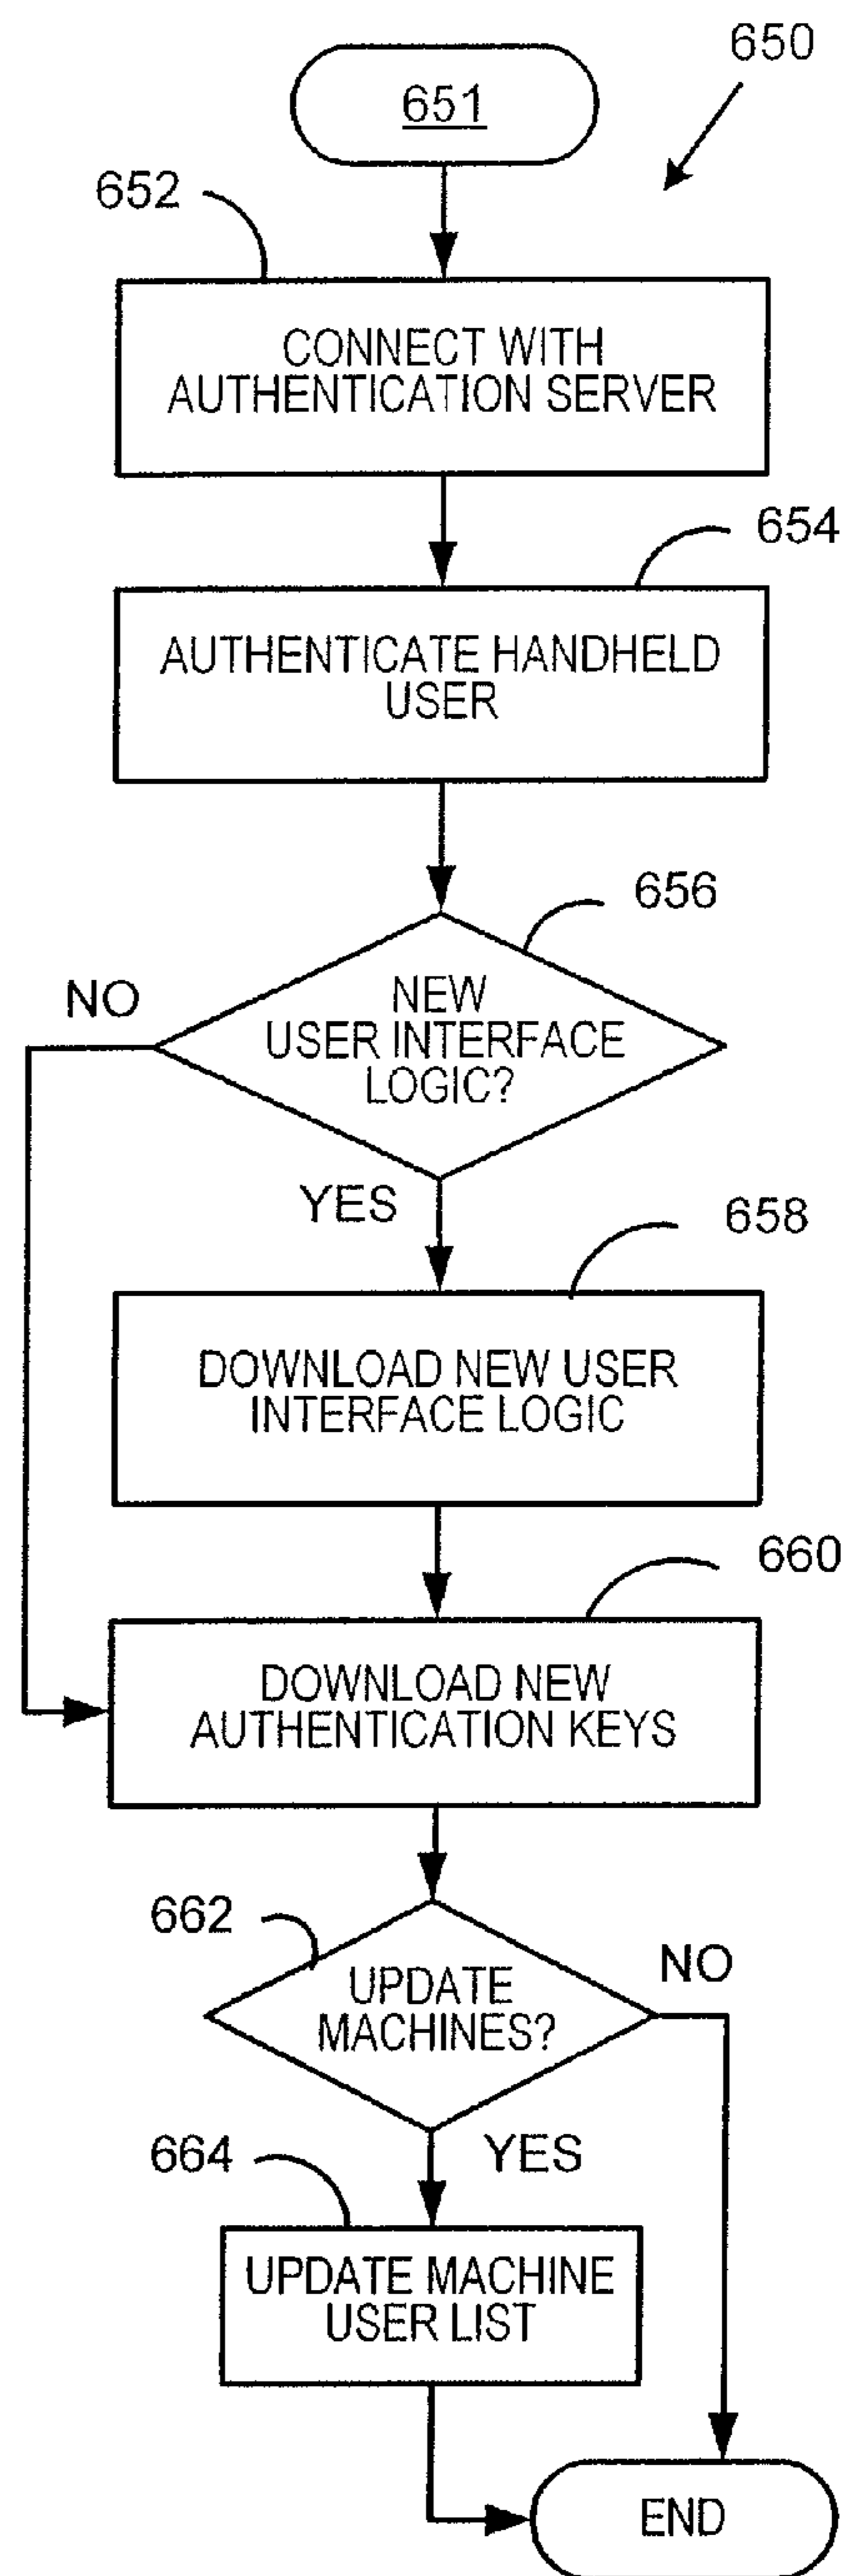 650
651
652
CONNECT WITH
AUTHENTICATION SERVER
654
AUTHENTICATE HANDHELD
USER
656
NO
NEW
USER INTERFACE
LOGIC?
YES
658
DOWNLOAD NEW USER
INTERFACE LOGIC
660
DOWNLOAD NEW
AUTHENTICATION KEYS
662
NO
UPDATE
MACHINES?
664
YES
UPDATE MACHINE
USER LIST
END